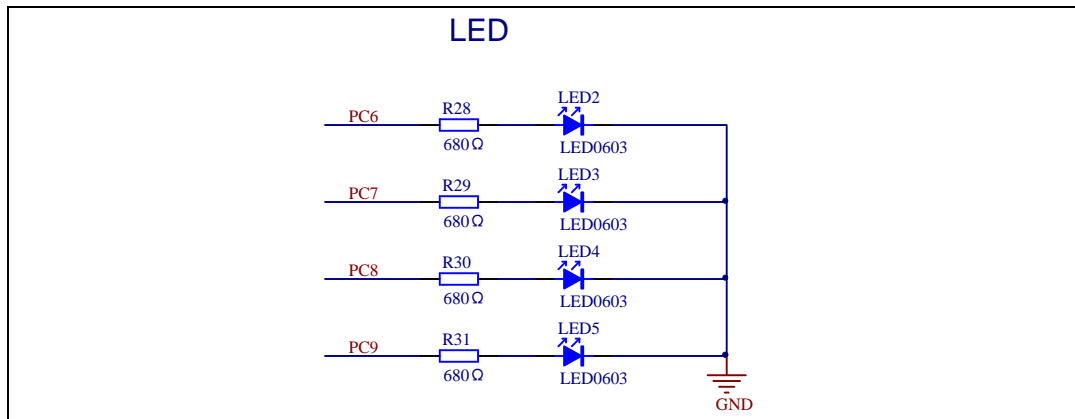 LED
LED2
PC6 R28
680Ω LED0603
LED3
PC7 R29
680Ω LED0603
LED4
PC8 R30
680Ω LED0603
LED5
PC9 R31
680Ω LED0603
GND